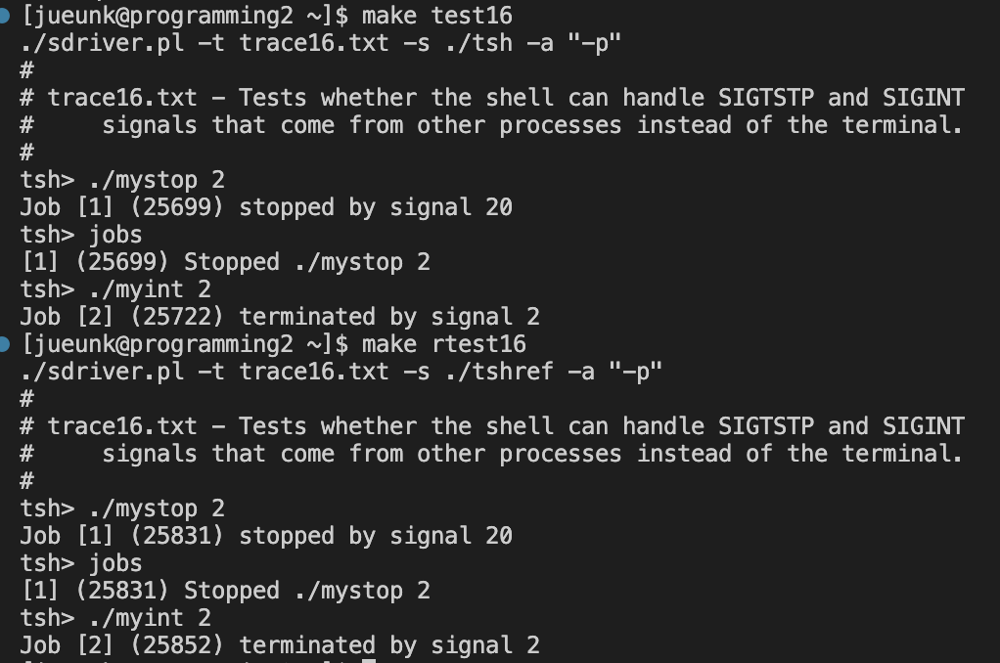 [jueunk@programming2 ~]$ make test16
./sdriver.pl -t trace16.txt -s ./tsh -a "-p"
#
# trace16.txt - Tests whether the shell can handle SIGTSTP and SIGINT
#     signals that come from other processes instead of the terminal.
#
tsh> ./mystop 2
Job [1] (25699) stopped by signal 20
tsh> jobs
[1] (25699) Stopped ./mystop 2
tsh> ./myint 2
Job [2] (25722) terminated by signal 2
[jueunk@programming2 ~]$ make rtest16
./sdriver.pl -t trace16.txt -s ./tshref -a "-p"
#
# trace16.txt - Tests whether the shell can handle SIGTSTP and SIGINT
#     signals that come from other processes instead of the terminal.
#
tsh> ./mystop 2
Job [1] (25831) stopped by signal 20
tsh> jobs
[1] (25831) Stopped ./mystop 2
tsh> ./myint 2
Job [2] (25852) terminated by signal 2